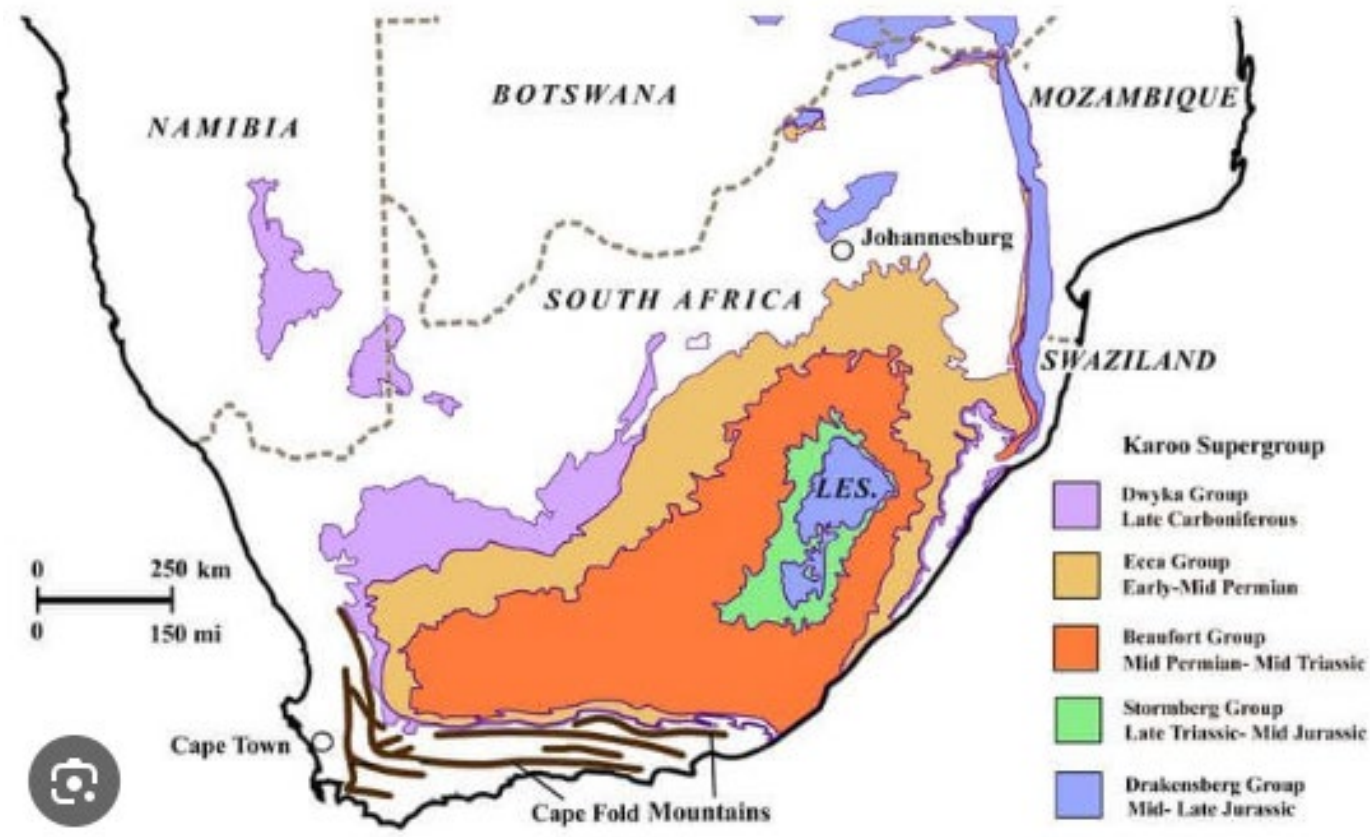 NAMIBIA
BOTSWANA
MOZAMBIQUE
Johannesburg
SOUTH AFRICA
SWAZILAND
LES.
Karoo Supergroup
Dwyka Group
Late Carboniferous
Ecca Group
Early-Mid Permian
Beaufort Group
Mid Permian- Mid Triassic
Stormberg Group
Late Triassic- Mid Jurassic
Drakensberg Group
Mid- Late Jurassic
0 250 km
0 150 mi
Cape Town
Cape Fold Mountains